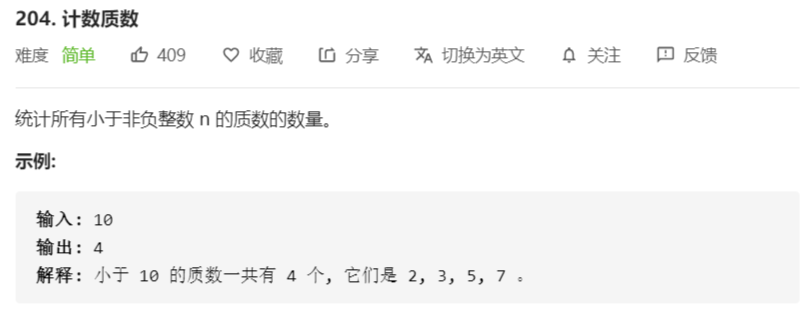 204. 计数质数
难度 简单 409 收藏 分享 切换为英文 关注 反馈
统计所有小于非负整数 n 的质数的数量。
示例:
输入: 10
输出: 4
解释: 小于 10 的质数一共有 4 个, 它们是 2, 3, 5, 7 。